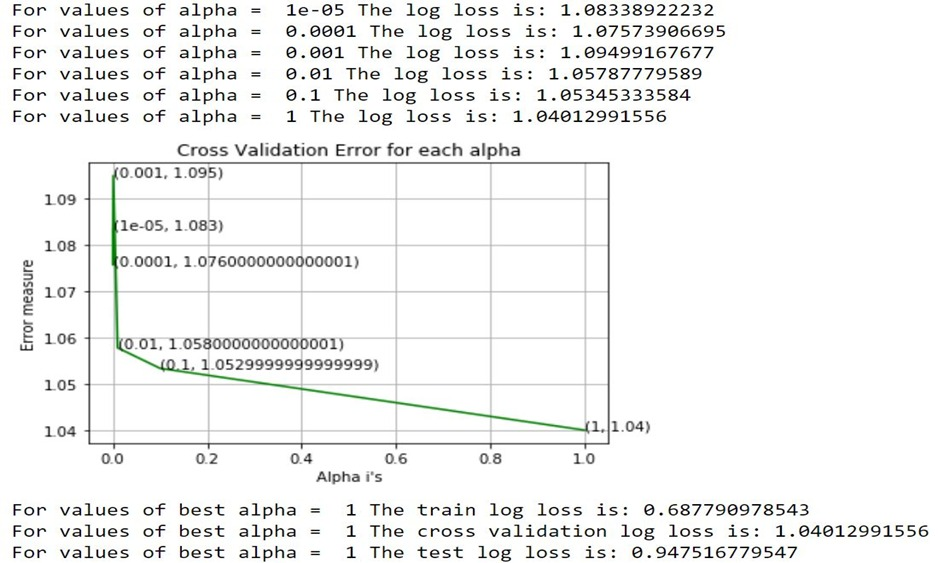 For values of alpha =  1e-05 The log loss is: 1.08338922232
For values of alpha =  0.0001 The log loss is: 1.07573906695
For values of alpha =  0.001 The log loss is: 1.09499167677
For values of alpha =  0.01 The log loss is: 1.05787779589
For values of alpha =  0.1 The log loss is: 1.05345333584
For values of alpha =  1 The log loss is: 1.04012991556
Cross Validation Error for each alpha
(0.001, 1.095)
1.09
(1e-05, 1.083)
1.08
(0.0001, 1.0760000000000001)
1.07
Error measure
1.06
(0.01, 1.0580000000000001)
(0.1, 1.0529999999999999)
1.05
1.04
(1, 1.04)
0.0 0.2 0.4 0.6 0.8 1.0
Alpha i's
For values of best alpha =  1 The train log loss is: 0.687790978543
For values of best alpha =  1 The cross validation log loss is: 1.04012991556
For values of best alpha =  1 The test log loss is: 0.947516779547